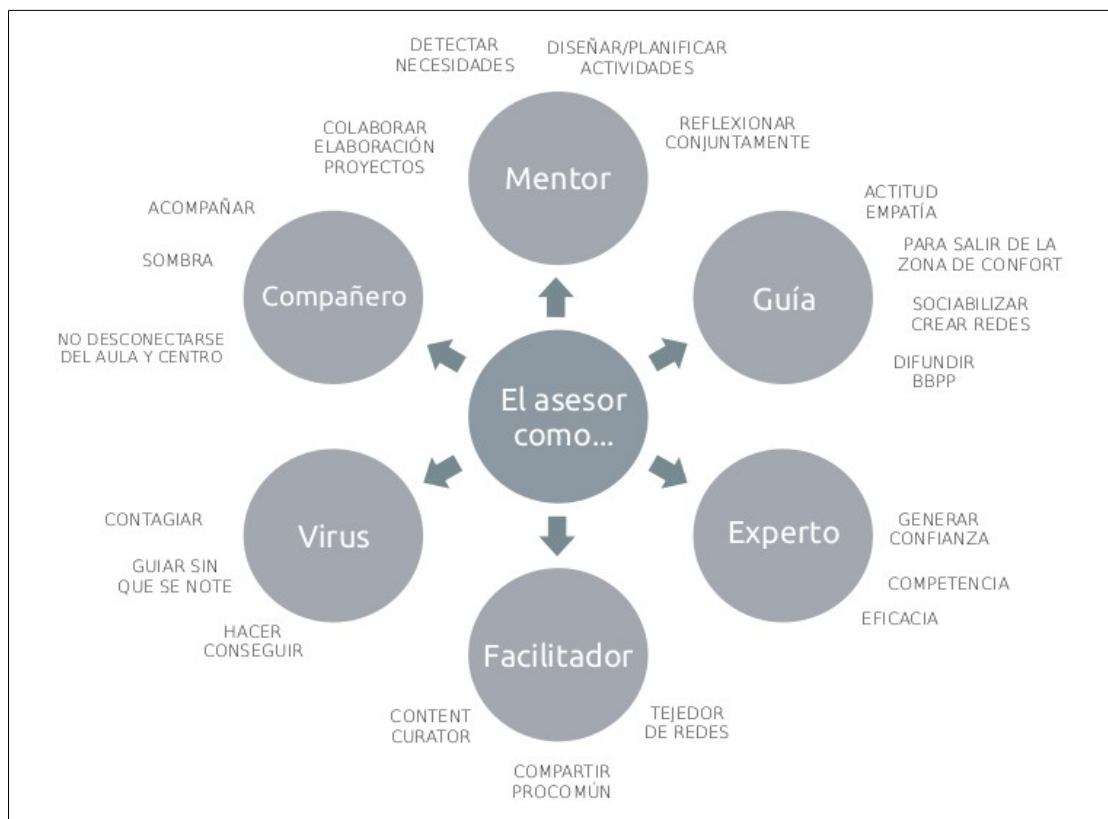 DETECTAR
NECESIDADES
DISEÑAR/PLANIFICAR
ACTIVIDADES
COLABORAR
ELABORACIÓN
PROYECTOS
REFLEXIONAR
CONJUNTAMENTE
Mentor
ACOMPAÑAR
SOMBRA
NO DESCONECTARSE
DEL AULA Y CENTRO
Compañero
ACTITUD
EMPATÍA
PARA SALIR DE LA
ZONA DE CONFORT
SOCIABILIZAR
CREAR REDES
DIFUNDIR
BBPP
Guía
El asesor
como...
CONTAGIAR
GUIAR SIN
QUE SE NOTE
HACER
CONSEGUIR
Virus
Experto
GENERAR
CONFIANZA
COMPETENCIA
EFICACIA
Facilitador
CONTENT
CURATOR
TEJEDOR
DE REDES
COMPARTIR
PROCOMÚN